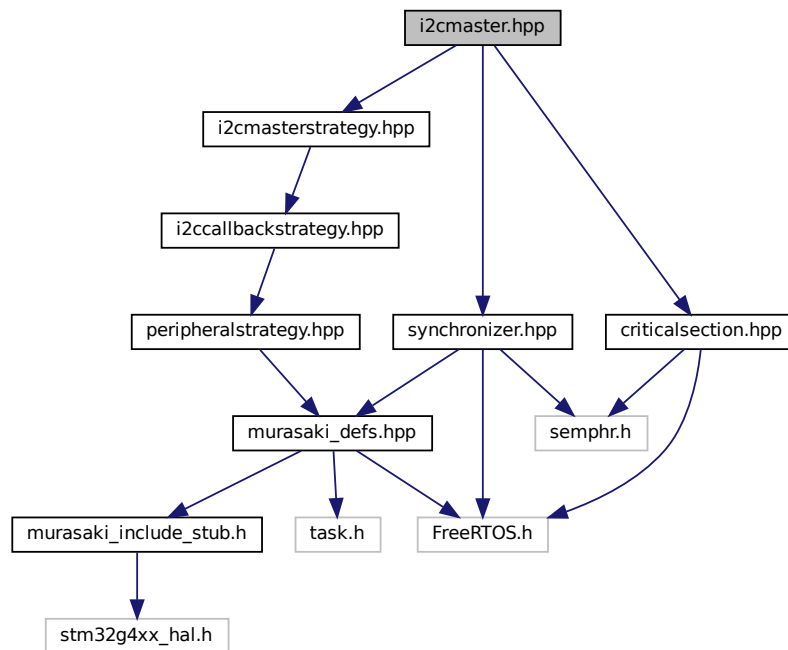 i2cmaster.hpp
i2cmasterstrategy.hpp
i2ccallbackstrategy.hpp
peripheralstrategy.hpp
synchronizer.hpp
criticalsection.hpp
murasaki_defs.hpp
semphr.h
murasaki_include_stub.h
task.h
FreeRTOS.h
stm32g4xx_hal.h